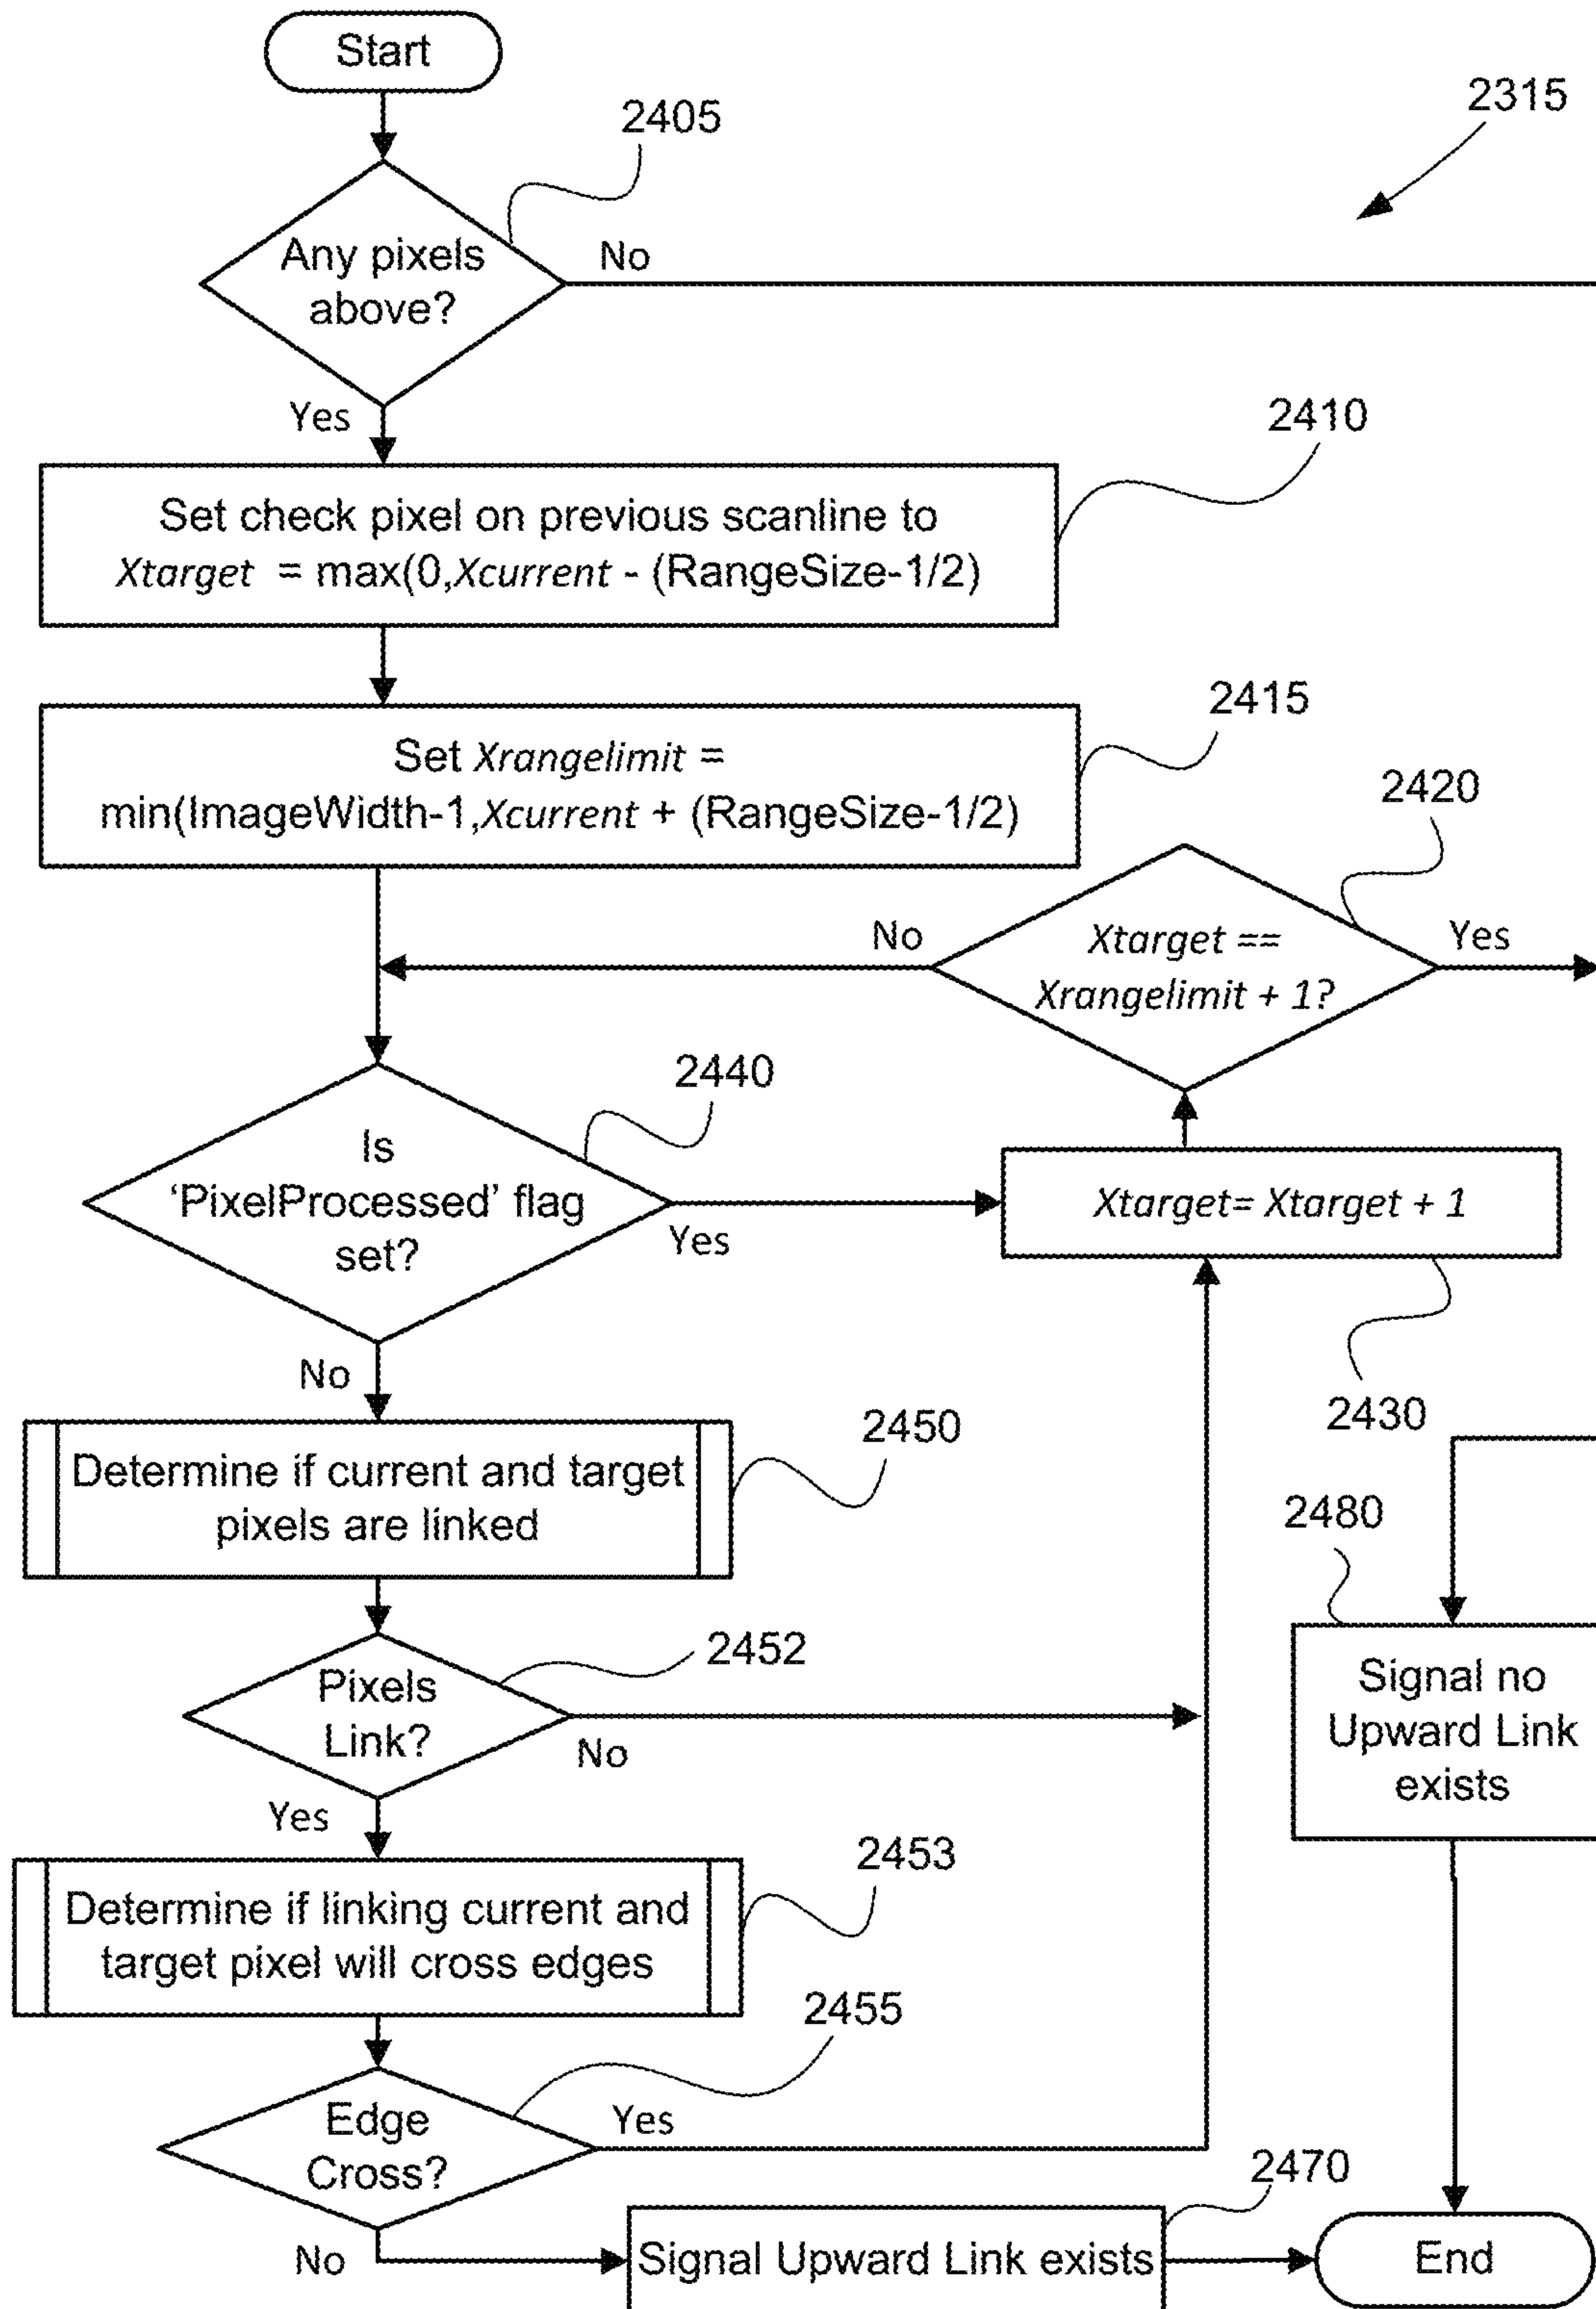 Start
2405
2315
Any pixels
above?
No
Yes
2410
Set check pixel on previous scanline to
Xtarget = max(0,Xcurrent - (RangeSize-1/2)
2415
Set Xrangelimit =
min(ImageWidth-1,Xcurrent + (RangeSize-1/2)
2420
No
Xtarget ==
Xrangelimit + 1?
Yes
2440
Is
‘PixelProcessed’ flag
set?
Yes
Xtarget= Xtarget + 1
No
2430
2450
Determine if current and target
pixels are linked
2480
2452
Pixels
Link?
No
Signal no
Upward Link
exists
Yes
2453
Determine if linking current and
target pixel will cross edges
2455
Edge
Cross?
Yes
2470
No
Signal Upward Link exists
End